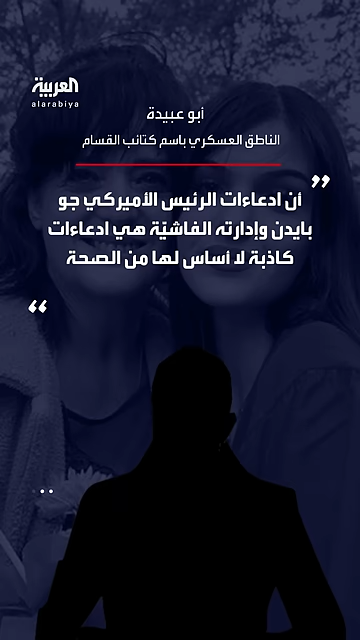 العربية
alarabiya
أبو عبيدة
الناطق العسكري باسم كتائب القسام
”
أن ادعاءات الرئيس الأميركي جو
بايدن وإدارته الفاشيّة هي ادعاءات
كاذبة لا أساس لها من الصحة
“